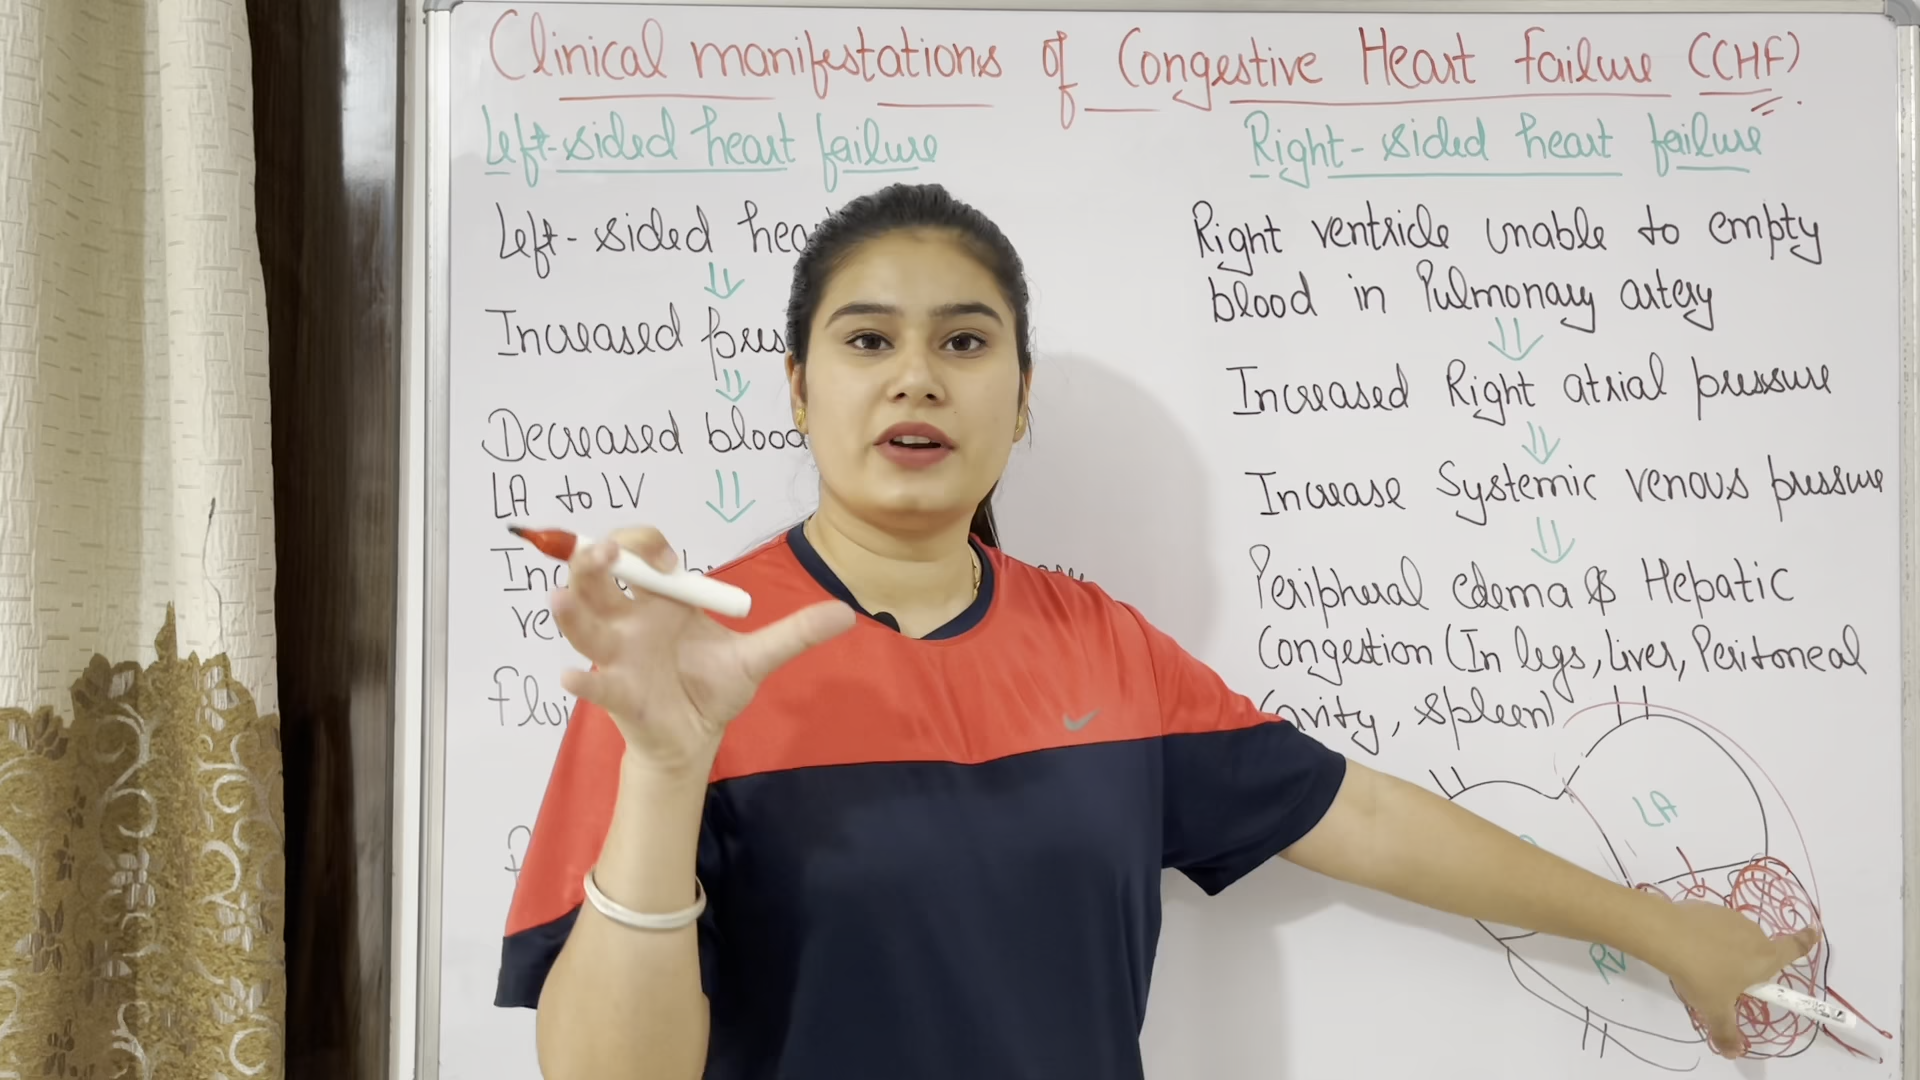 Clinical manifestations of Congestive Heart failure (CHF)
Left-sided heart failure
Left-sided
Increased
Decreased blood
LA to LV
Right-sided heart failure
Right ventricle unable to empty
blood in Pulmonary artery
Increased Right atrial pressure
Increase Systemic venous pressure
Peripheral edema & Hepatic
Congestion (In legs, Liver, Peritoneal
Cavity, Spleen)
LA
RV